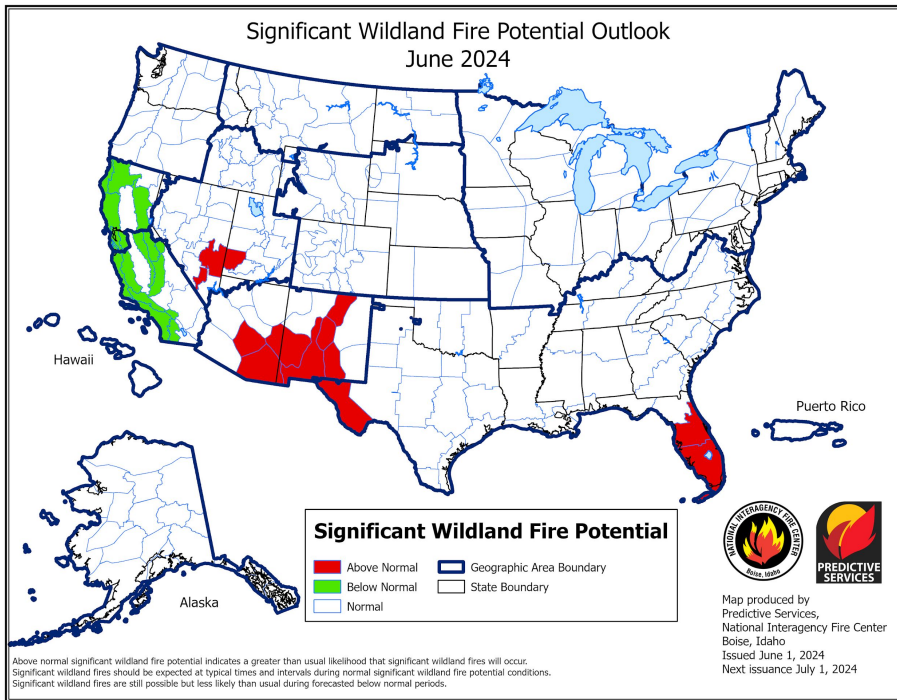 Significant Wildland Fire Potential Outlook
June 2024
Hawaii
Puerto Rico
Alaska
Significant Wildland Fire Potential
Above Normal
Below Normal
Normal
Geographic Area Boundary
State Boundary
NATIONAL INTERAGENCY FIRE CENTER
Boise, Idaho
PREDICTIVE
SERVICES
Map produced by
Predictive Services,
National Interagency Fire Center
Boise, Idaho
Issued June 1, 2024
Next issuance July 1, 2024
Above normal significant wildland fire potential indicates a greater than usual likelihood that significant wildland fires will occur.
Significant wildland fires should be expected at typical times and intervals during normal significant wildland fire potential conditions.
Significant wildland fires are still possible but less likely than usual during forecasted below normal periods.